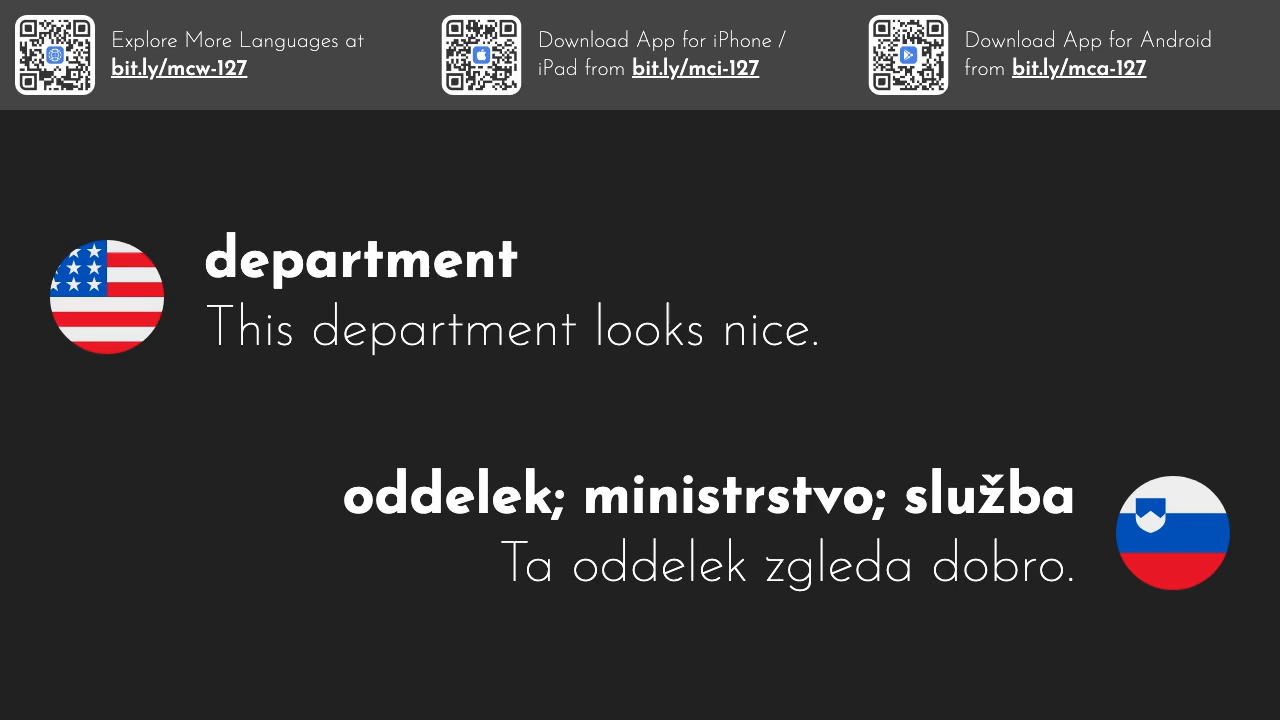 Explore More Languages at
bit.ly/mcw-127
Download App for iPhone /
iPad from bit.ly/mci-127
Download App for Android
from bit.ly/mca-127
department
This department looks nice.
oddelek; ministrstvo; služba
Ta oddelek zgleda dobro.